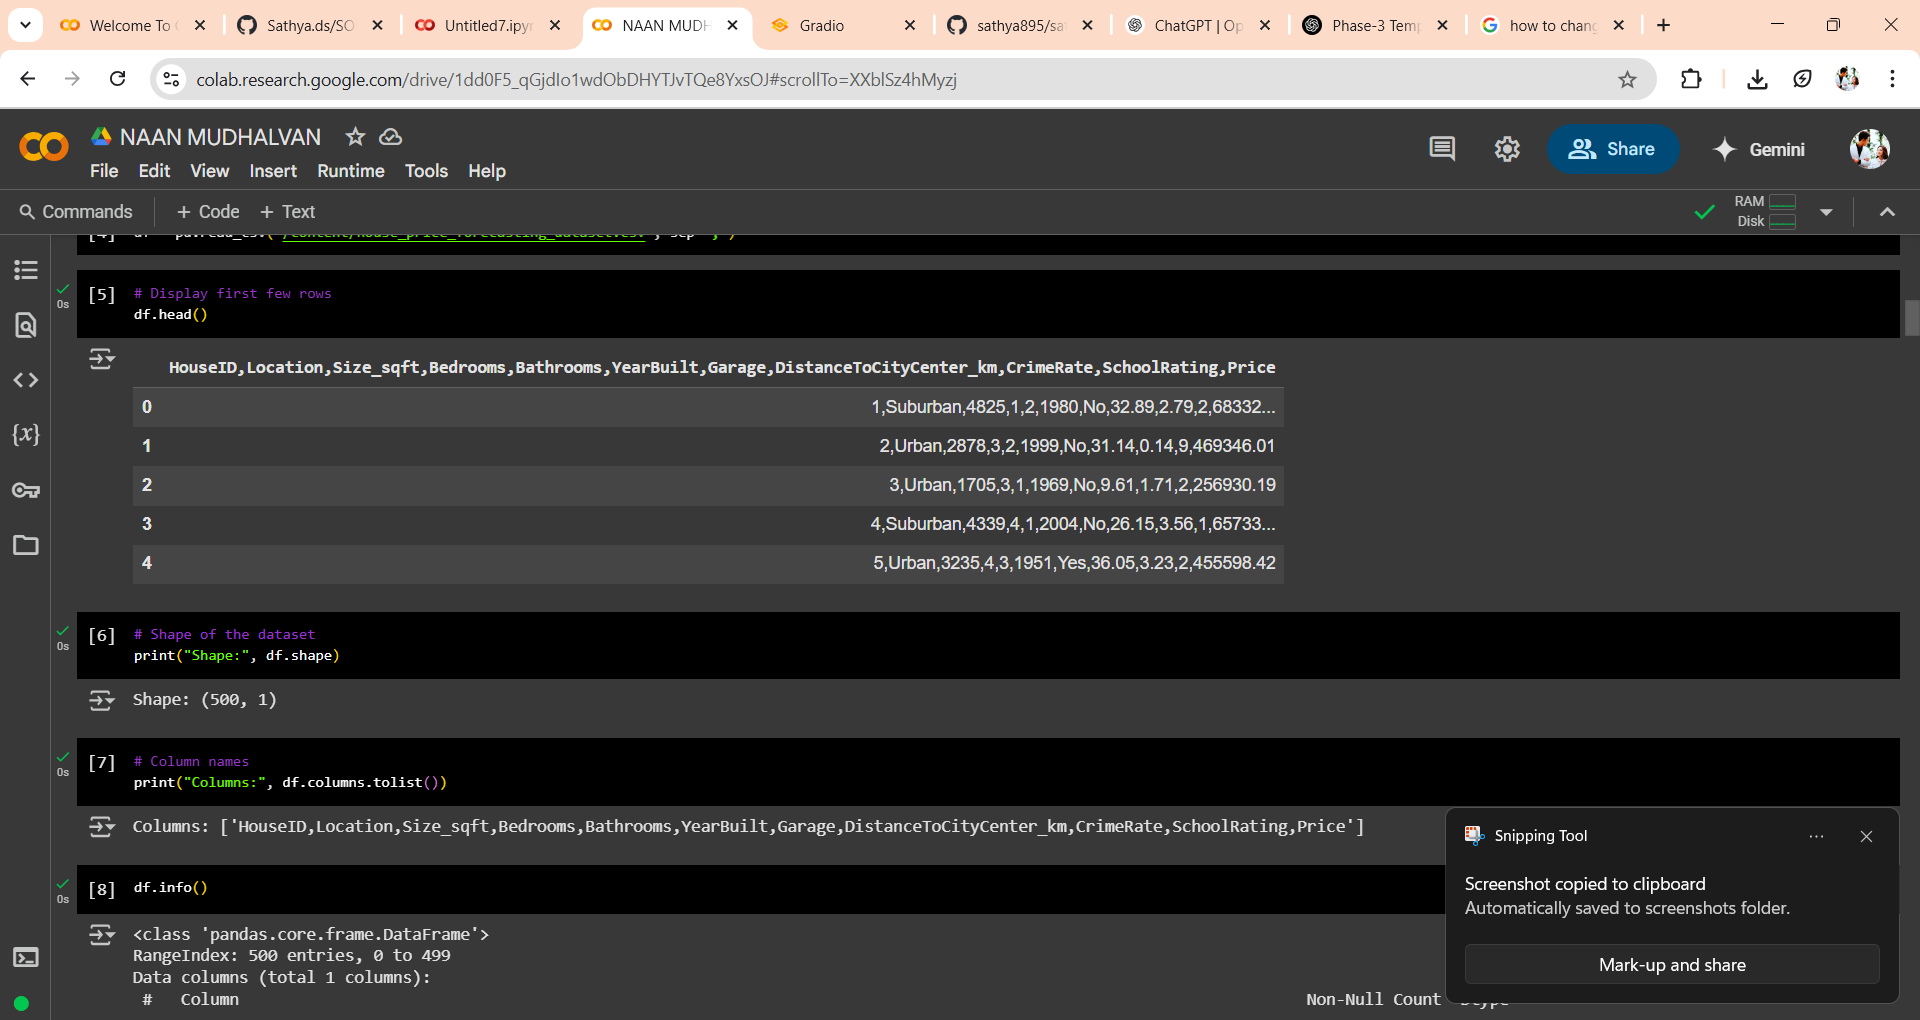 Welcome To
Sathya.ds/SO
Untitled7.ipyn
NAAN MUDH
Gradio
sathya895/sa
ChatGPT | Op
Phase-3 Temp
how to chang
colab.research.google.com/drive/1dd0F5_qGjdIo1wdObDHYTJvTQe8YxsOJ#scrollTo=XXblSz4hMyzj
NAAN MUDHALVAN
File Edit View Insert Runtime Tools Help
Share
Gemini
Commands + Code + Text
RAM
Disk
[5] # Display first few rows
0s
df.head()
HouseID,Location,Size_sqft,Bedrooms,Bathrooms,YearBuilt,Garage,DistanceToCityCenter_km,CrimeRate,SchoolRating,Price
0 1,Suburban,4825,1,2,1980,No,32.89,2.79,2,68332...
1 2,Urban,2878,3,2,1999,No,31.14,0.14,9,469346.01
2 3,Urban,1705,3,1,1969,No,9.61,1.71,2,256930.19
3 4,Suburban,4339,4,1,2004,No,26.15,3.56,1,65733...
4 5,Urban,3235,4,3,1951,Yes,36.05,3.23,2,455598.42
[6] # Shape of the dataset
0s
print("Shape:", df.shape)
Shape: (500, 1)
[7] # Column names
0s
print("Columns:", df.columns.tolist())
Columns: ['HouseID,Location,Size_sqft,Bedrooms,Bathrooms,YearBuilt,Garage,DistanceToCityCenter_km,CrimeRate,SchoolRating,Price']
[8] df.info()
0s
<class 'pandas.core.frame.DataFrame'>
RangeIndex: 500 entries, 0 to 499
Data columns (total 1 columns):
# Column Non-Null Count
Snipping Tool
Screenshot copied to clipboard
Automatically saved to screenshots folder.
Mark-up and share